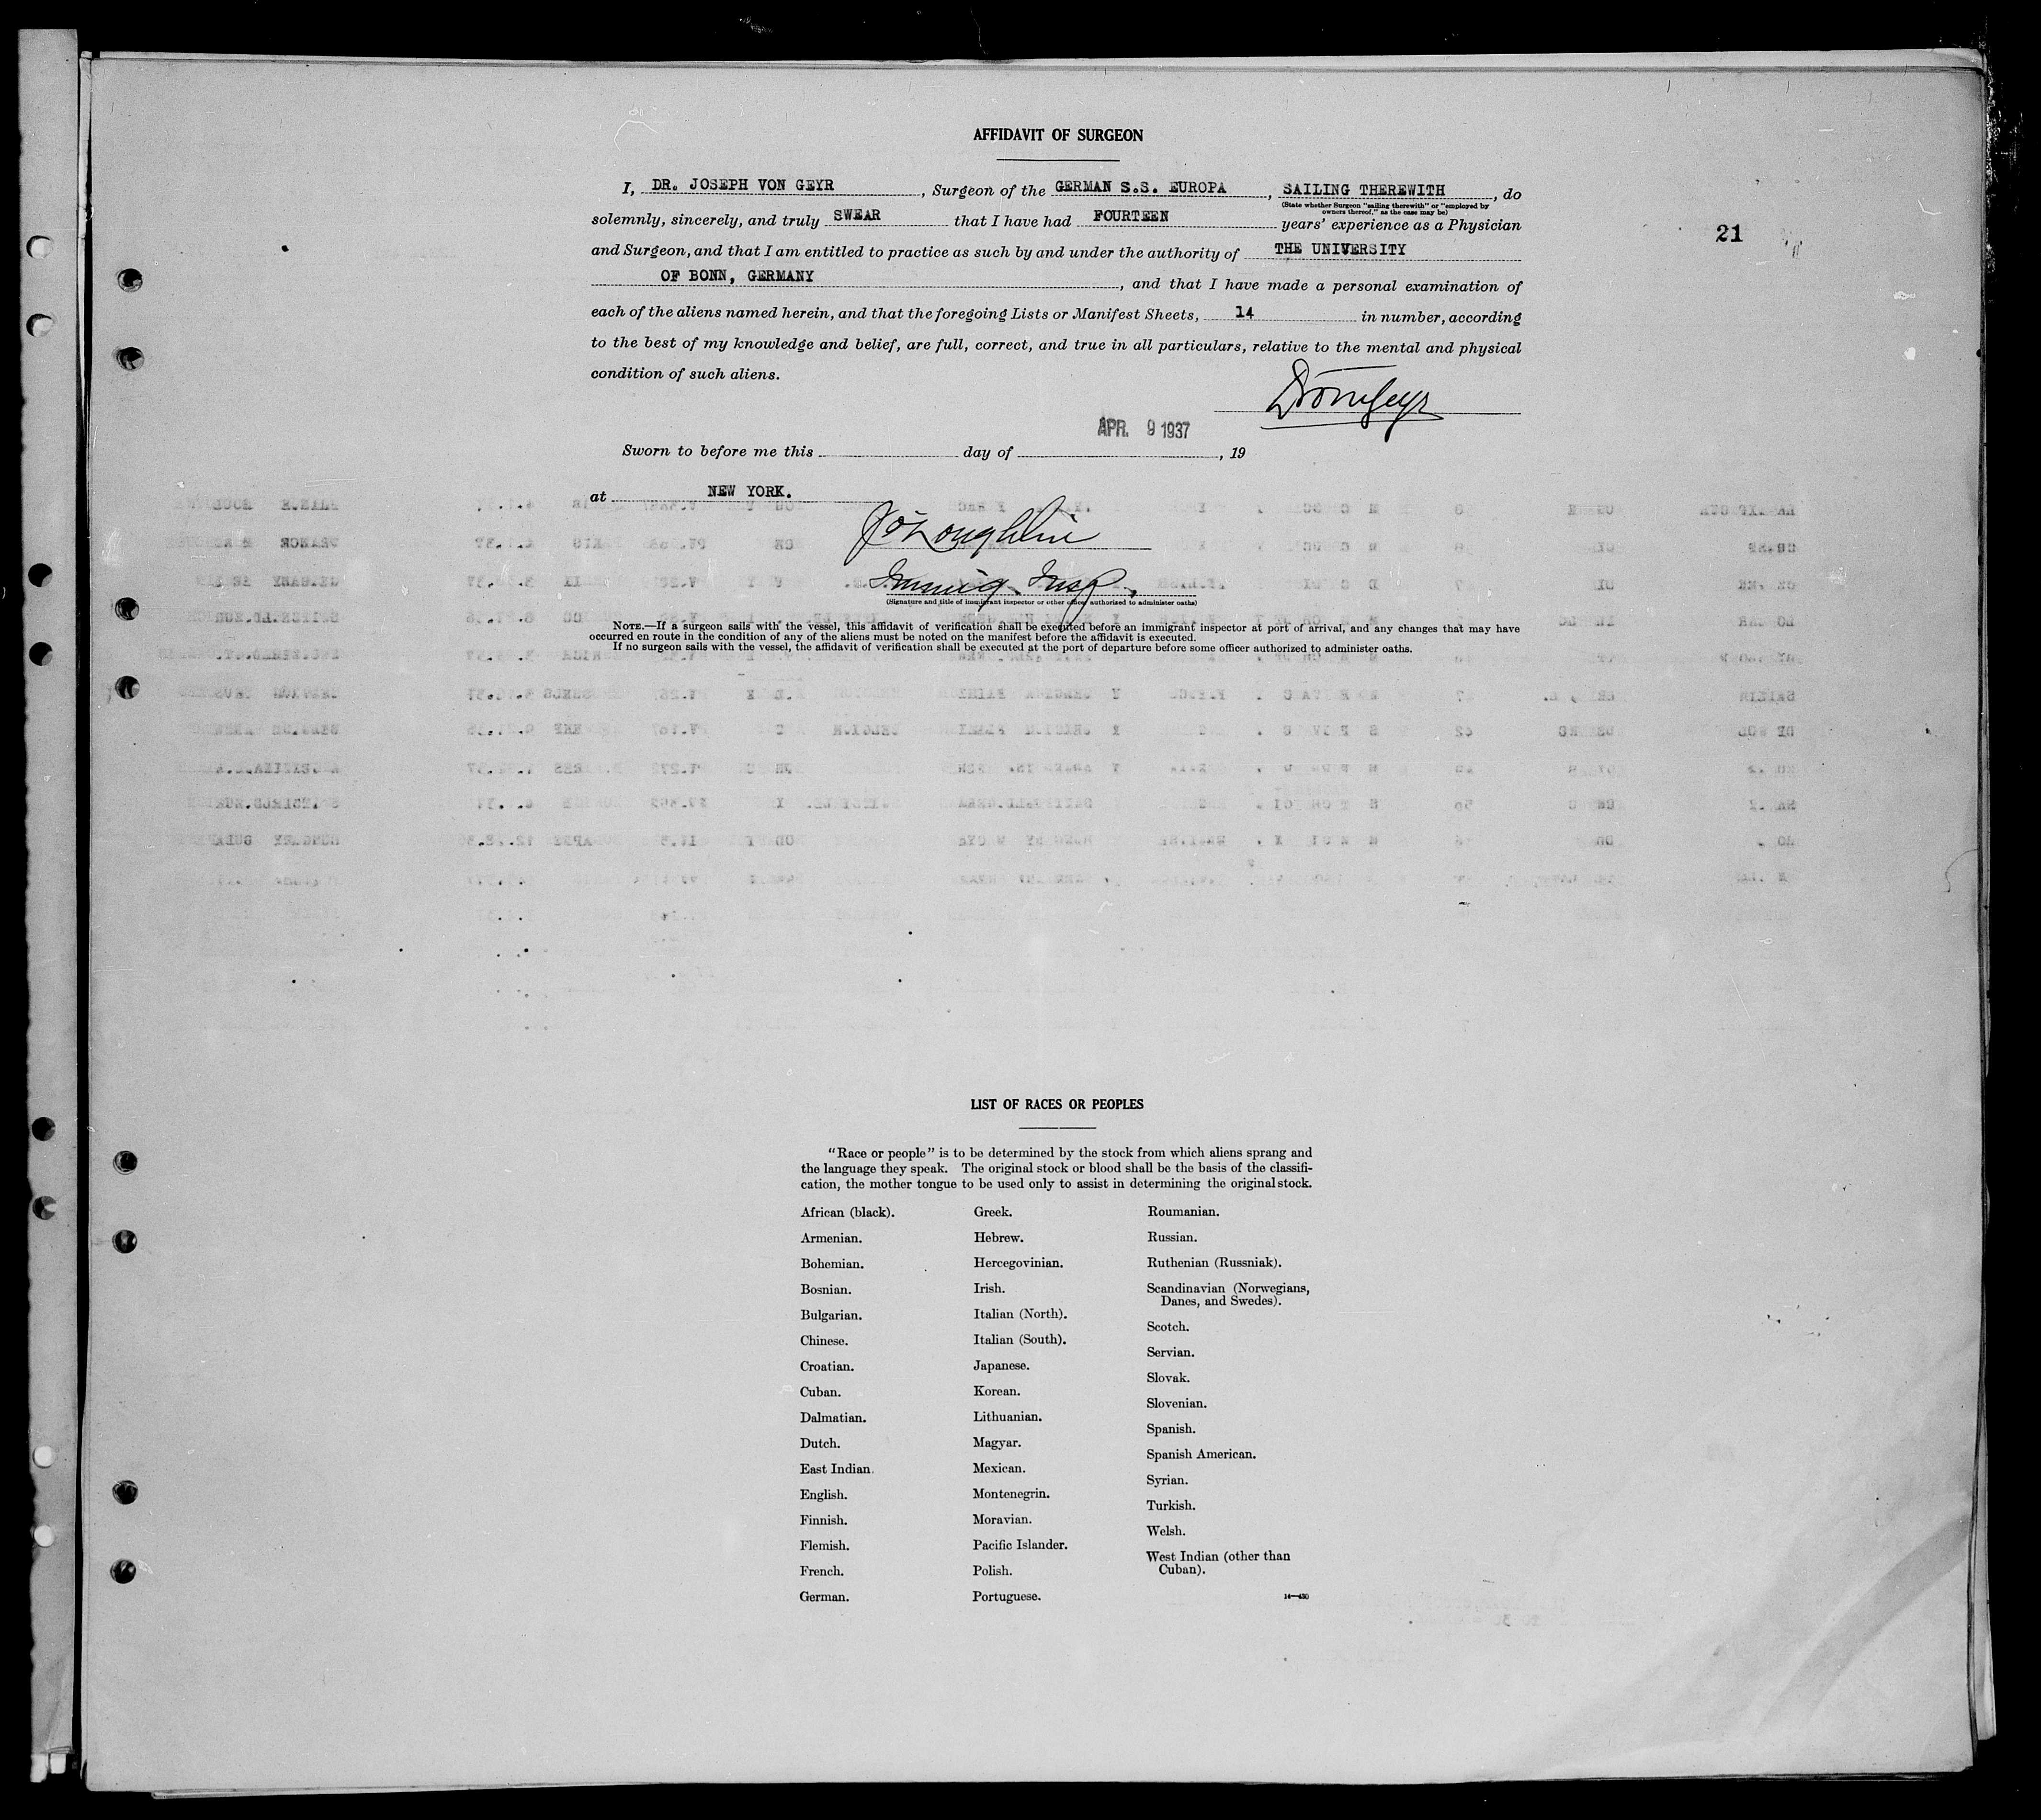 AFFIDAVIT OF SURGEON
I, DR. JOSEPH VON GEYR, Surgeon of the GERMAN S.S. EUROPA, SAILING THEREWITH, do
(State whether Surgeon "sailing therewith" or "employed by
owners thereof," as the case may be)
solemnly, sincerely, and truly SWEAR that I have had FOURTEEN years' experience as a Physician
21
and Surgeon, and that I am entitled to practice as such by and under the authority of THE UNIVERSITY
OF BONN, GERMANY, and that I have made a personal examination of
each of the aliens named herein, and that the foregoing Lists or Manifest Sheets, 14 in number, according
to the best of my knowledge and belief, are full, correct, and true in all particulars, relative to the mental and physical
condition of such aliens.
APR. 9 1937
Sworn to before me this day of , 19
at NEW YORK.
O'Loughlin
Immig. Insp.
(Signature and title of immigrant inspector or other officer authorized to administer oaths)
NOTE.—If a surgeon sails with the vessel, this affidavit of verification shall be executed before an immigrant inspector at port of arrival, and any changes that may have
occurred en route in the condition of any of the aliens must be noted on the manifest before the affidavit is executed.
If no surgeon sails with the vessel, the affidavit of verification shall be executed at the port of departure before some officer authorized to administer oaths.
LIST OF RACES OR PEOPLES
"Race or people" is to be determined by the stock from which aliens sprang and
the language they speak. The original stock or blood shall be the basis of the classifi-
cation, the mother tongue to be used only to assist in determining the original stock.
African (black).
Armenian.
Bohemian.
Bosnian.
Bulgarian.
Chinese.
Croatian.
Cuban.
Dalmatian.
Dutch.
East Indian.
English.
Finnish.
Flemish.
French.
German.
Greek.
Hebrew.
Hercegovinian.
Irish.
Italian (North).
Italian (South).
Japanese.
Korean.
Lithuanian.
Magyar.
Mexican.
Montenegrin.
Moravian.
Pacific Islander.
Polish.
Portuguese.
Roumanian.
Russian.
Ruthenian (Russniak).
Scandinavian (Norwegians,
Danes, and Swedes).
Scotch.
Servian.
Slovak.
Slovenian.
Spanish.
Spanish American.
Syrian.
Turkish.
Welsh.
West Indian (other than
Cuban).